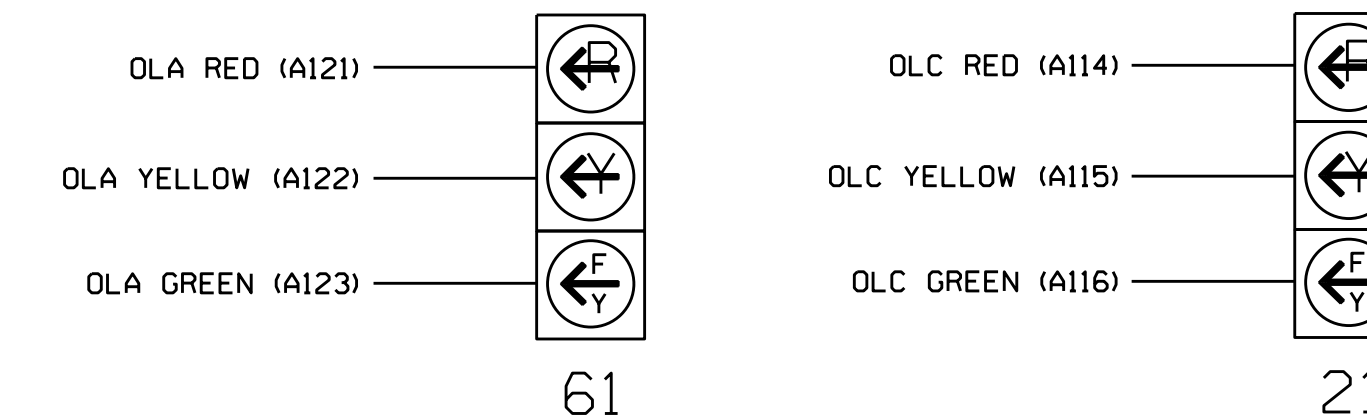 OLA RED (A121)
R
OLA YELLOW (A122)
Y
OLA GREEN (A123)
F
Y
61
OLC RED (A114)
OLC YELLOW (A115)
Y
OLC GREEN (A116)
F
Y